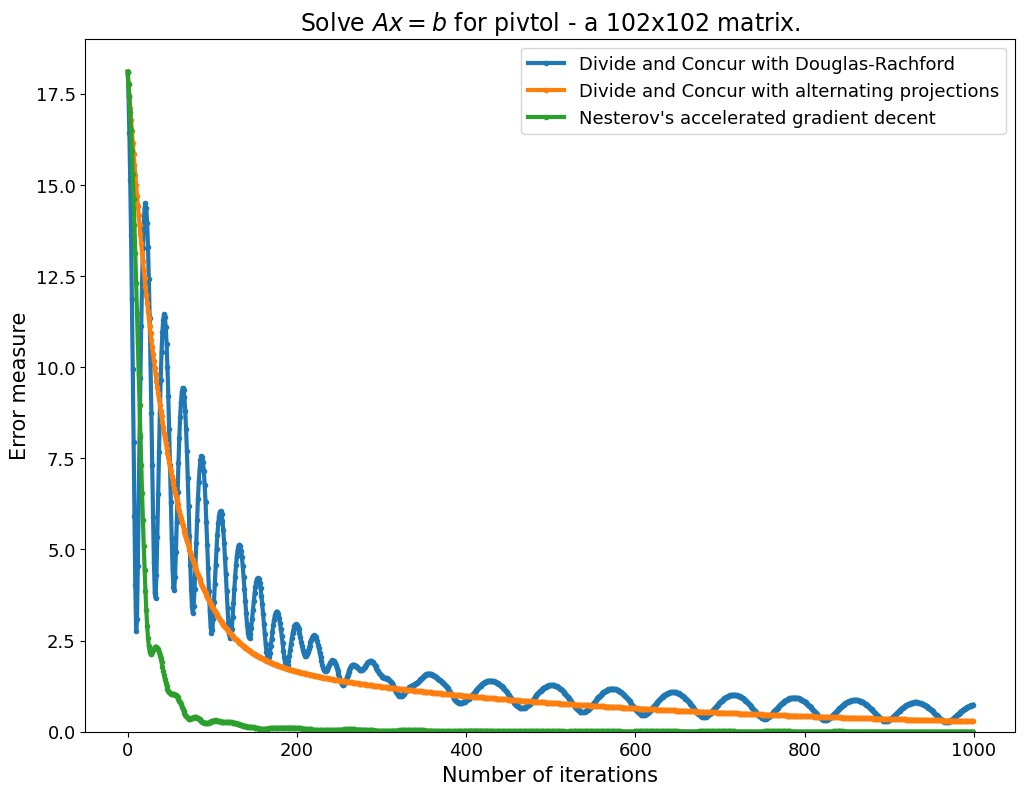 Solve Ax = b for pivtol - a 102x102 matrix.
Divide and Concur with Douglas-Rachford
Divide and Concur with alternating projections
Nesterov's accelerated gradient decent
Error measure
17.5
15.0
12.5
10.0
7.5
5.0
2.5
0.0
0 200 400 600 800 1000
Number of iterations